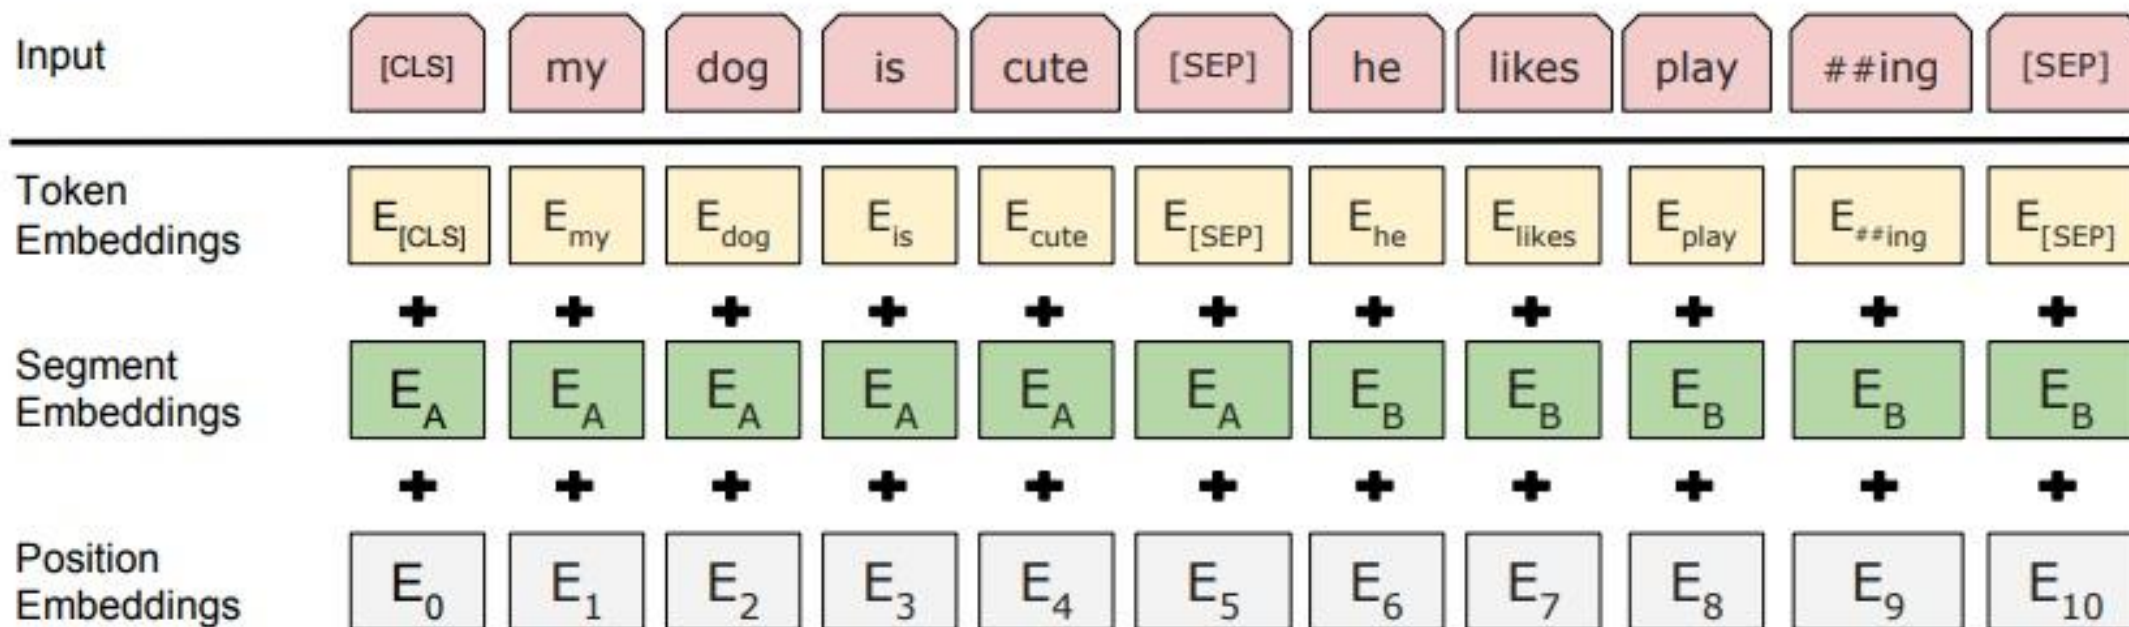 Input [CLS] my dog is cute [SEP] he likes play ##ing [SEP]
Token
Embeddings E[CLS] Emy Edog Eis Ecute E[SEP] Ehe Elikes Eplay E##ing E[SEP]
+ + + + + + + + + + +
Segment
Embeddings EA EA EA EA EA EA EB EB EB EB EB
+ + + + + + + + + + +
Position
Embeddings E0 E1 E2 E3 E4 E5 E6 E7 E8 E9 E10